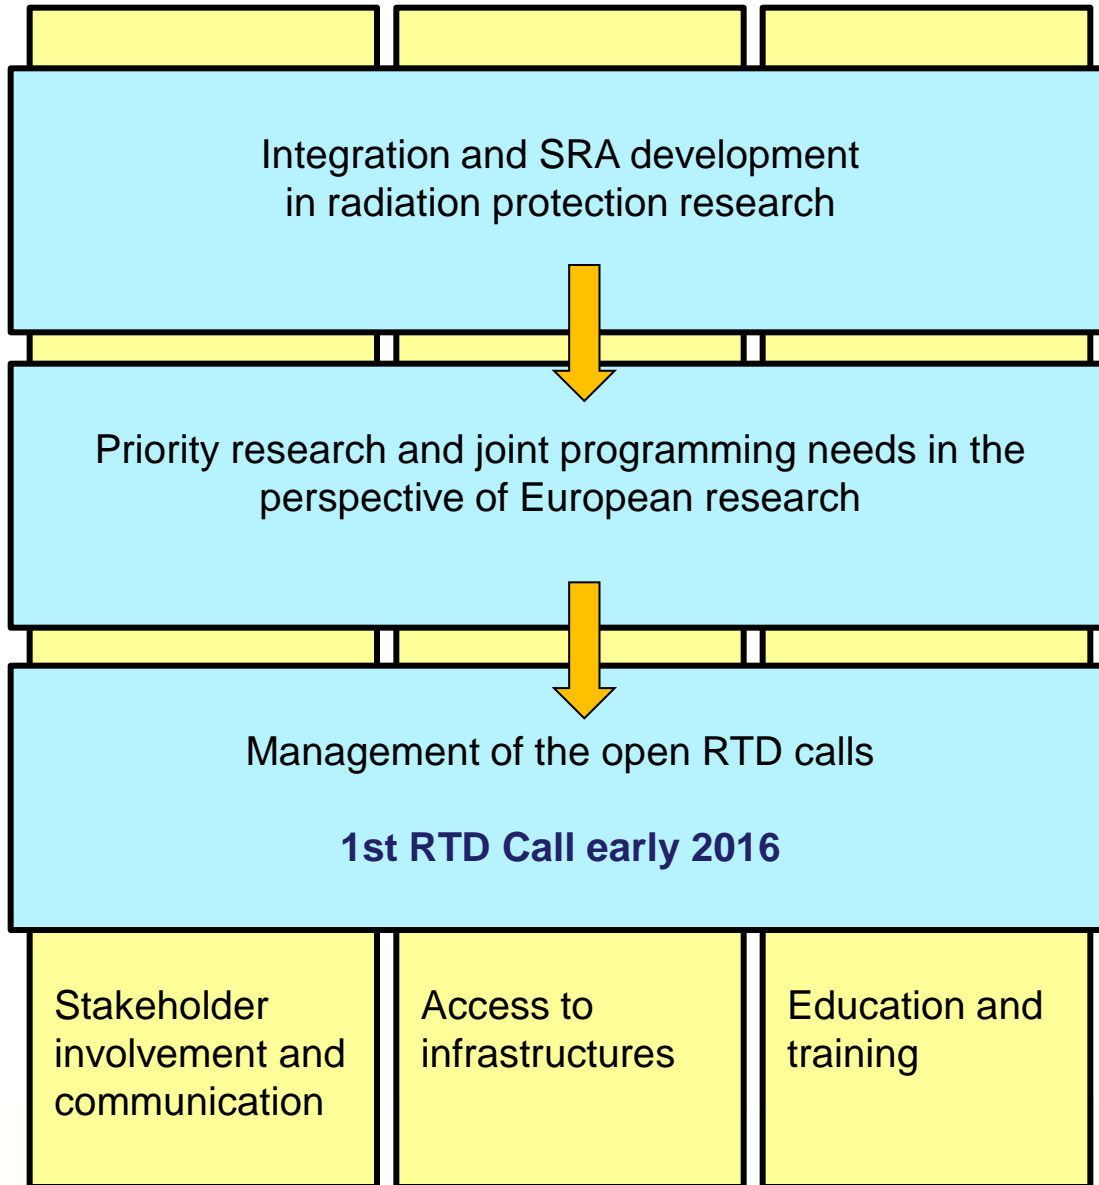 Integration and SRA development
in radiation protection research
Priority research and joint programming needs in the
perspective of European research
Management of the open RTD calls
1st RTD Call early 2016
Stakeholder
involvement and
communication
Access to
infrastructures
Education and
training